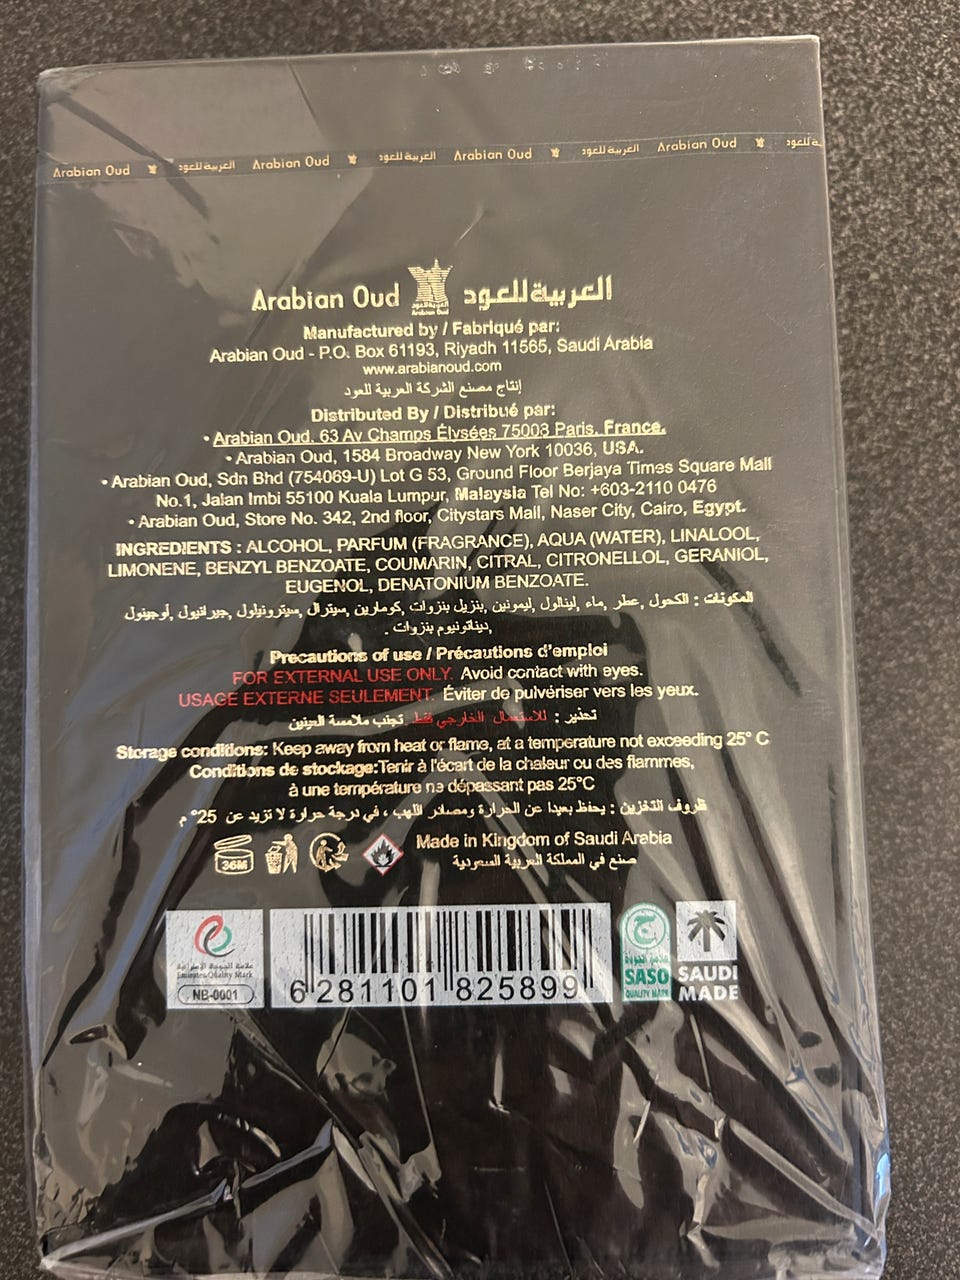 Arabian Oud العربية للعود Arabian Oud العربية للعود Arabian Oud العربية للعود Arabian Oud
Arabian Oud العربية للعود
العربية للعود
Arabian Oud
Manufactured by / Fabriqué par:
Arabian Oud - P.O. Box 61193, Riyadh 11565, Saudi Arabia
www.arabianoud.com
إنتاج مصنع الشركة العربية للعود
Distributed By / Distribué par:
• Arabian Oud, 63 Av Champs Élysées 75008 Paris, France.
• Arabian Oud, 1584 Broadway New York 10036, USA.
• Arabian Oud, Sdn Bhd (754069-U) Lot G 53, Ground Floor Berjaya Times Square Mall
No.1, Jalan Imbi 55100 Kuala Lumpur, Malaysia Tel No: +603-2110 0476
• Arabian Oud, Store No. 342, 2nd floor, Citystars Mall, Naser City, Cairo, Egypt.
INGREDIENTS : ALCOHOL, PARFUM (FRAGRANCE), AQUA (WATER), LINALOOL,
LIMONENE, BENZYL BENZOATE, COUMARIN, CITRAL, CITRONELLOL, GERANIOL,
EUGENOL, DENATONIUM BENZOATE.
المكونات : الكحول ,عطر ,ماء ,لينالول ,ليمونين ,بنزيل بنزوات ,كومارين ,سيترال ,سيترونيلول ,جيرانيول ,أوجينول
,ديناتونيوم بنزوات .
Precautions of use / Précautions d'emploi
FOR EXTERNAL USE ONLY. Avoid contact with eyes.
USAGE EXTERNE SEULEMENT. Éviter de pulvériser vers les yeux.
تحذير : للاستعمال الخارجي فقط. تجنب ملامسة العينين
Storage conditions: Keep away from heat or flame, at a temperature not exceeding 25° C
Conditions de stockage:Tenir à l'écart de la chaleur ou des flammes,
à une température ne dépassant pas 25°C
ظروف التخزين : يحفظ بعيدا عن الحرارة ومصادر اللهب ، في درجة حرارة لا تزيد عن 25° م
36M
Made in Kingdom of Saudi Arabia
صنع في المملكة العربية السعودية
علامة الجودة الإماراتية
Emirates Quality Mark
NB-0001
6 281101 825899
علامة الجودة
SASO
QUALITY MARK
SAUDI
MADE